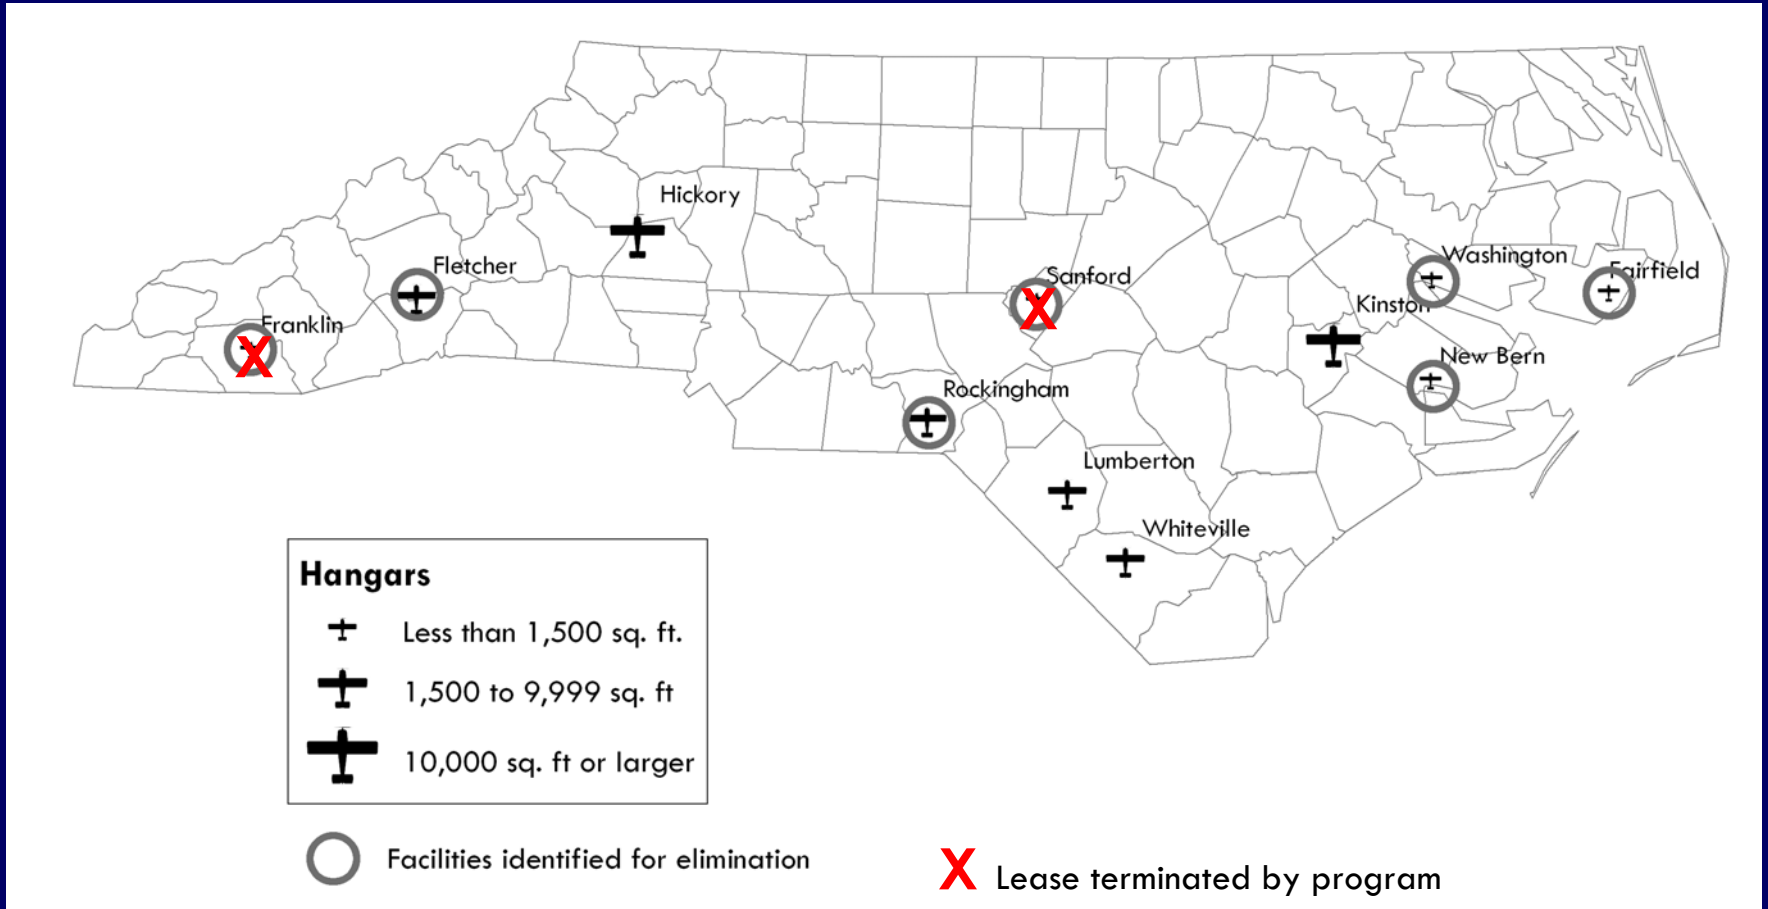 Hickory
Fletcher
Washington
Fairfield
Sanford
Kinston
Franklin
New Bern
Rockingham
Lumberton
Whiteville
Hangars
Less than 1,500 sq. ft.
1,500 to 9,999 sq. ft
10,000 sq. ft or larger
Facilities identified for elimination
X Lease terminated by program